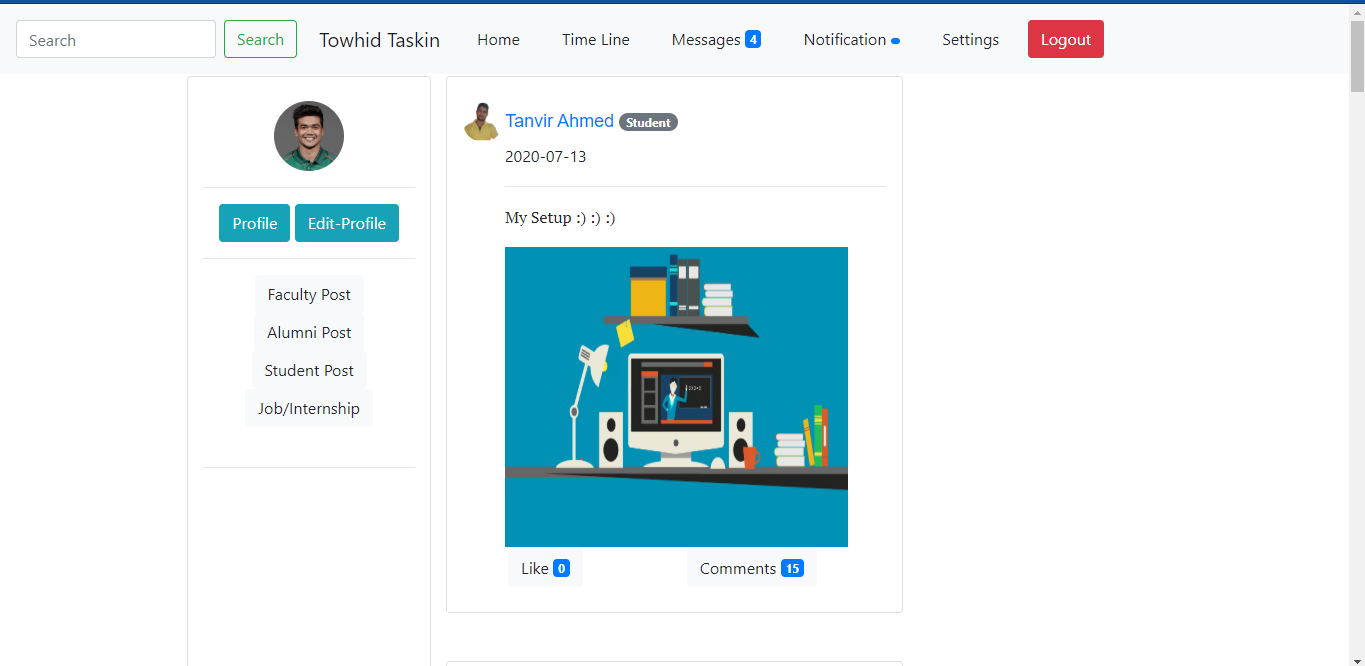 Search Search Towhid Taskin Home Time Line Messages 4 Notification Settings Logout
Profile Edit-Profile
Faculty Post
Alumni Post
Student Post
Job/Internship
Tanvir Ahmed Student
2020-07-13
My Setup :) :) :)
Like 0 Comments 15